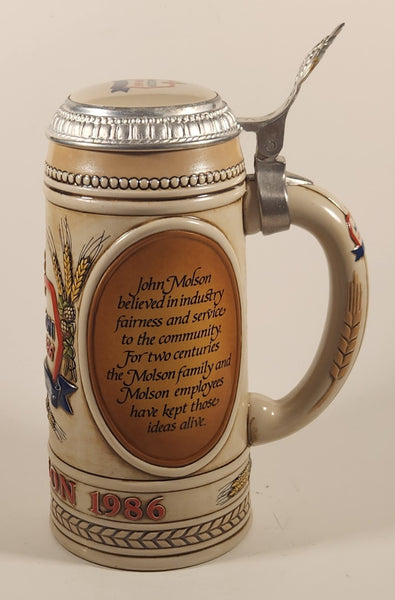 John Molson
believed in industry
fairness and service
to the community.
For two centuries
the Molson family and
Molson employees
have kept those
ideas alive.
ON 1986